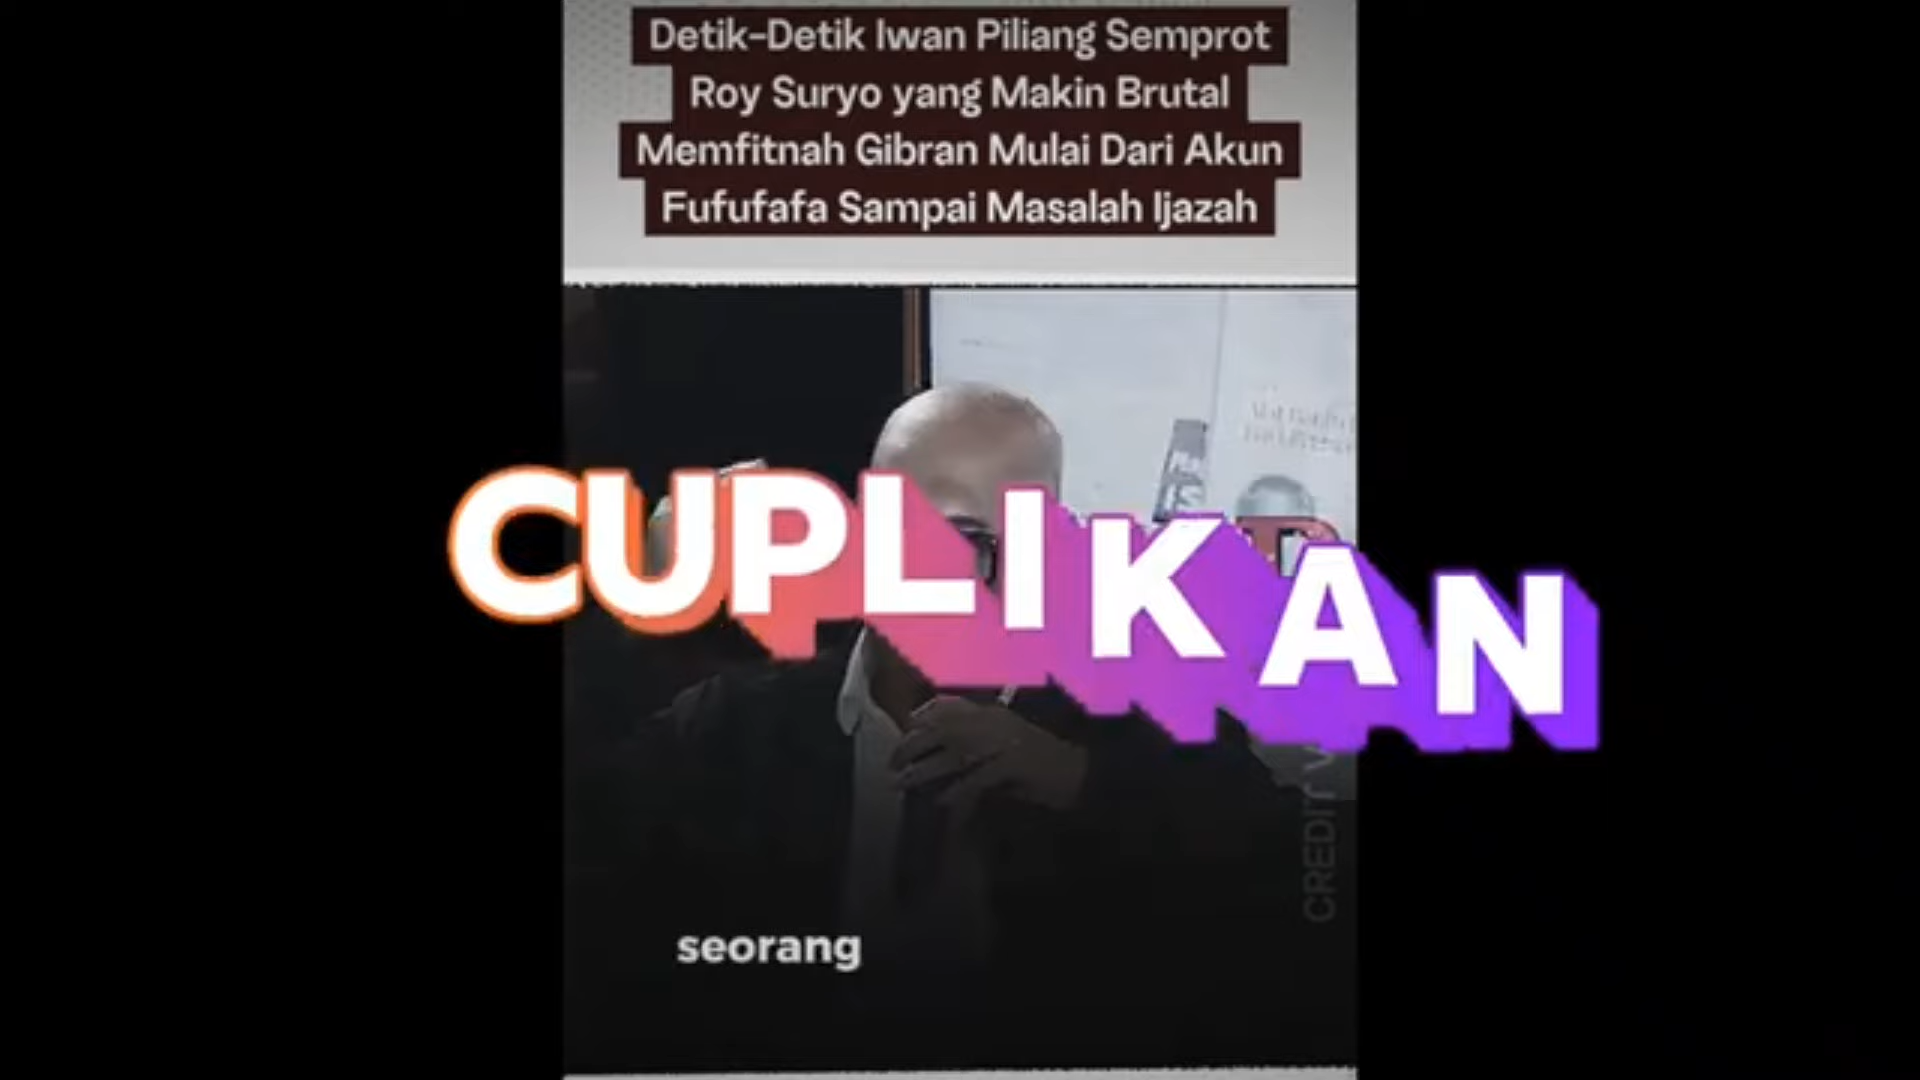 Detik-Detik Iwan Piliang Semprot
Roy Suryo yang Makin Brutal
Memfitnah Gibran Mulai Dari Akun
Fufufafa Sampai Masalah Ijazah
CUPLIKAN
CREDIT
seorang